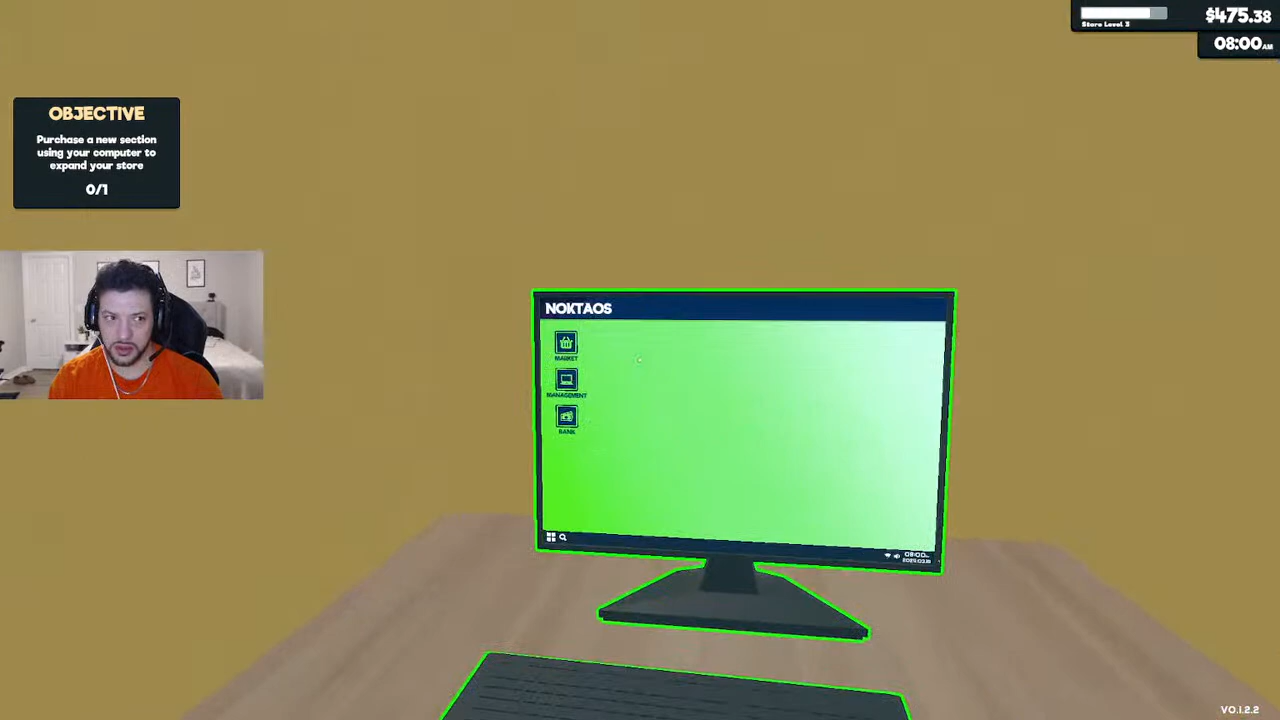 $475.38
Store Level 3
08:00 AM
OBJECTIVE
Purchase a new section
using your computer to
expand your store
0/1
NOKTAOS
MARKET
MANAGEMENT
BANK
V0.1.2.2